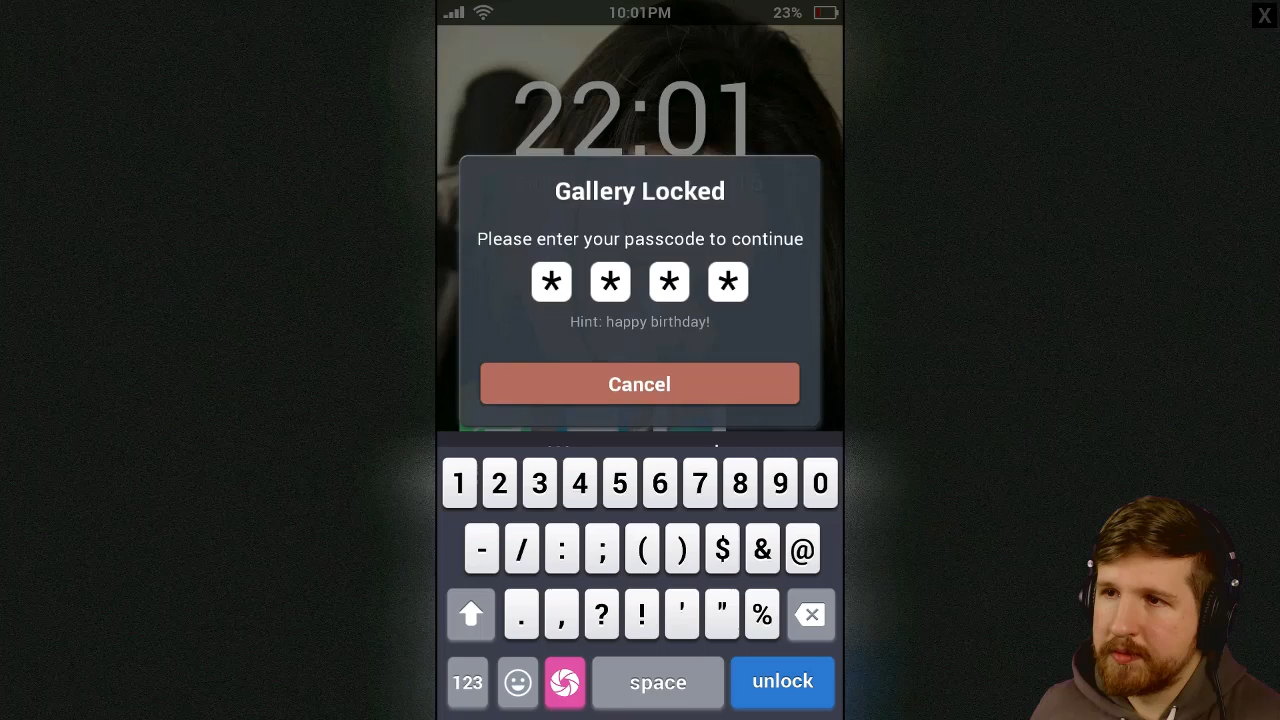 10:01PM
23%
X
22:01
Gallery Locked
Please enter your passcode to continue
* * * *
Hint: happy birthday!
Cancel
1 2 3 4 5 6 7 8 9 0
- / : ; ( ) $ & @
. , ? ! ' " %
123 space unlock